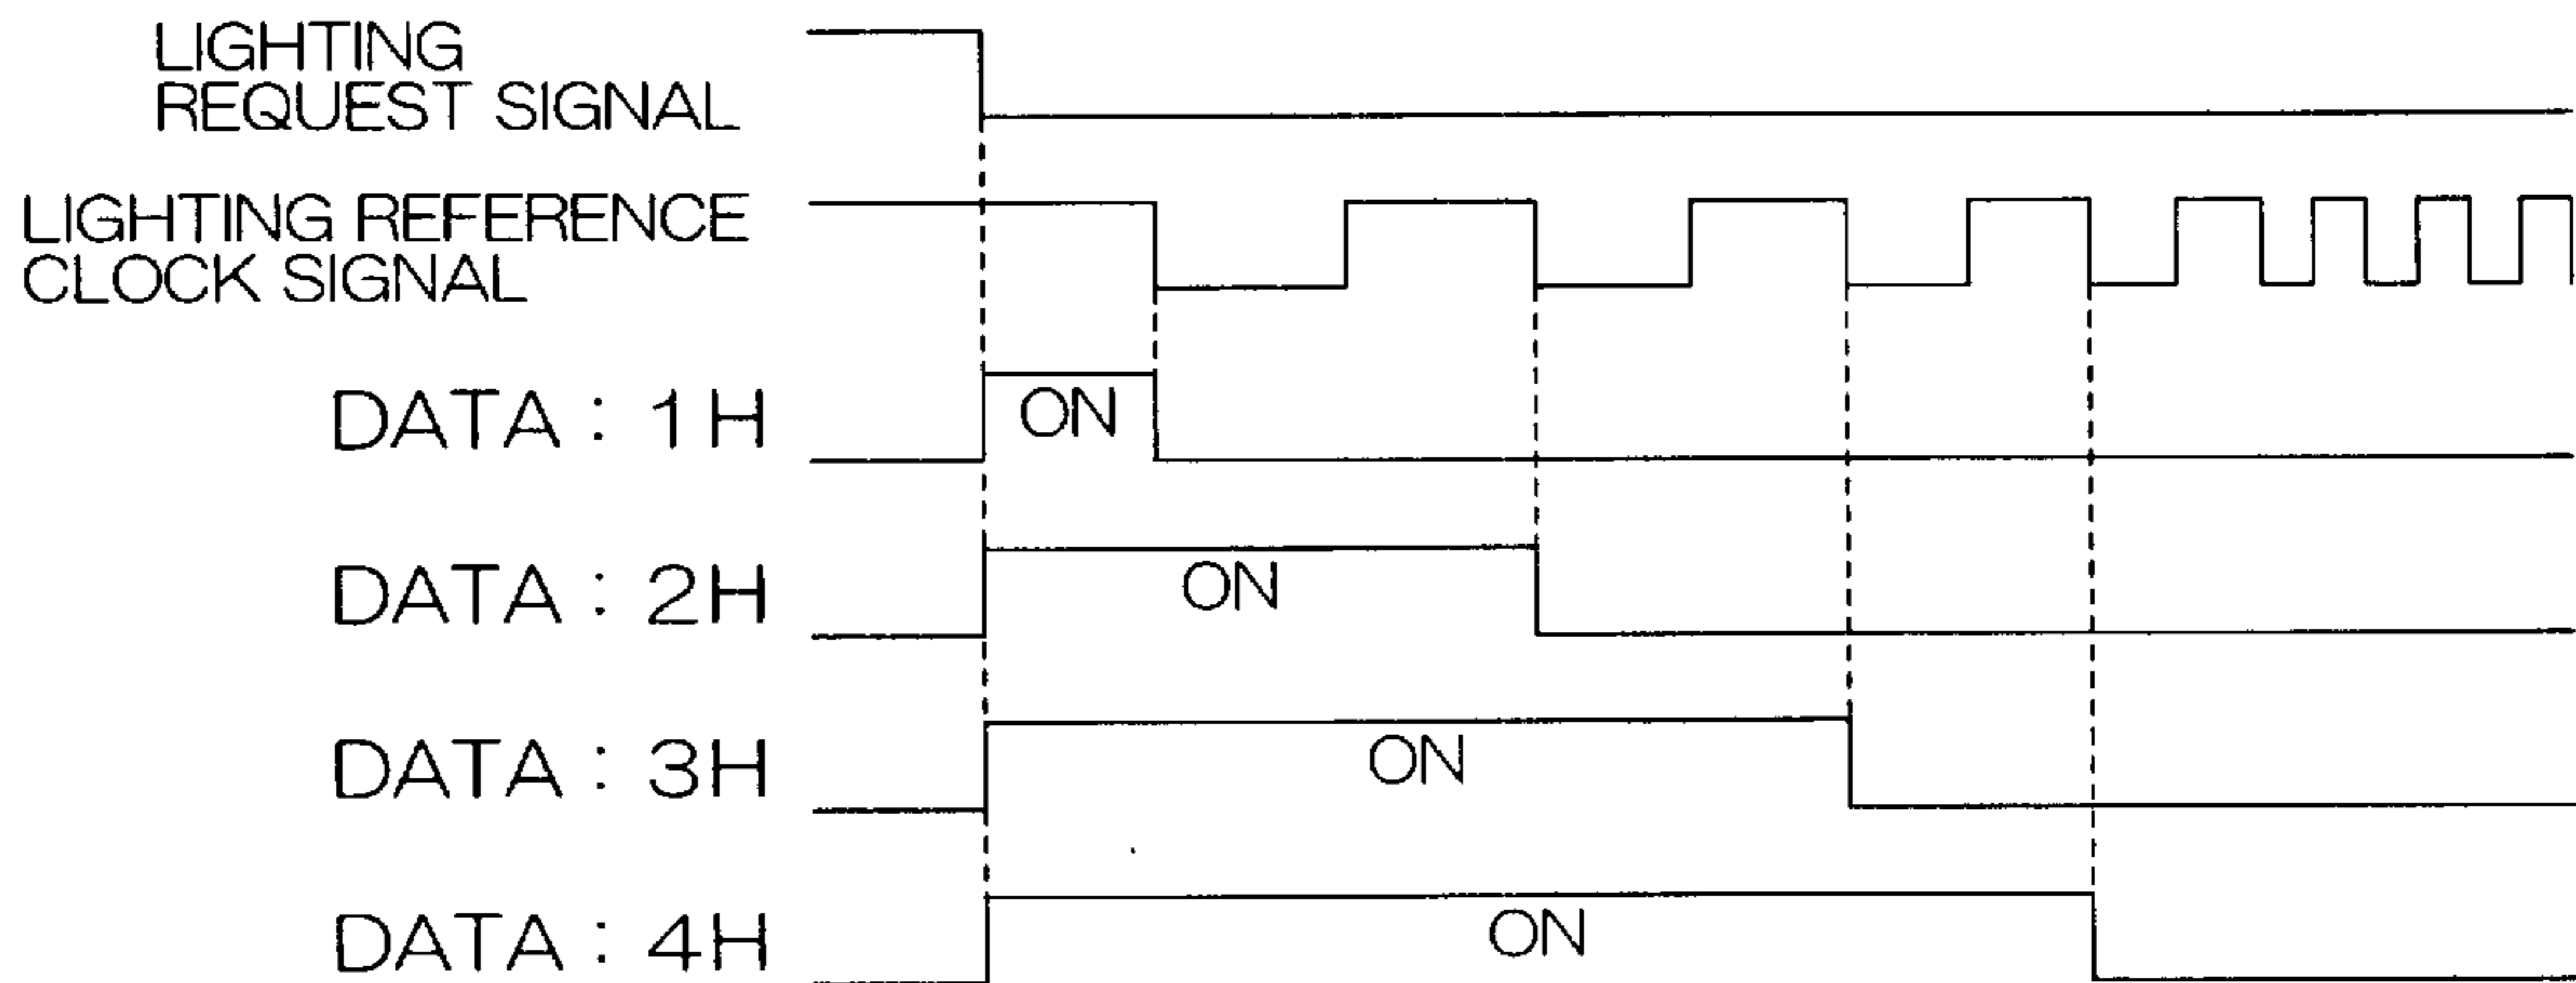 LIGHTING
REQUEST SIGNAL
LIGHTING REFERENCE
CLOCK SIGNAL
DATA : 1H
ON
DATA : 2H
ON
DATA : 3H
ON
DATA : 4H
ON